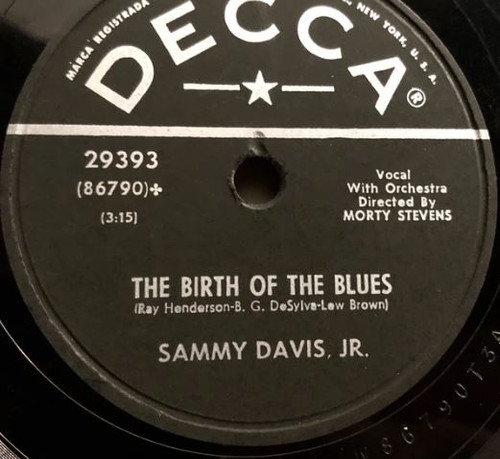 MARCA REGISTRADA
NEW YORK, U.S.A.
DECCA®
29393
(86790)✤
(3:15)
Vocal
With Orchestra
Directed By
MORTY STEVENS
THE BIRTH OF THE BLUES
(Ray Henderson-B. G. DeSylva-Lew Brown)
SAMMY DAVIS, JR.
W 86790T3A